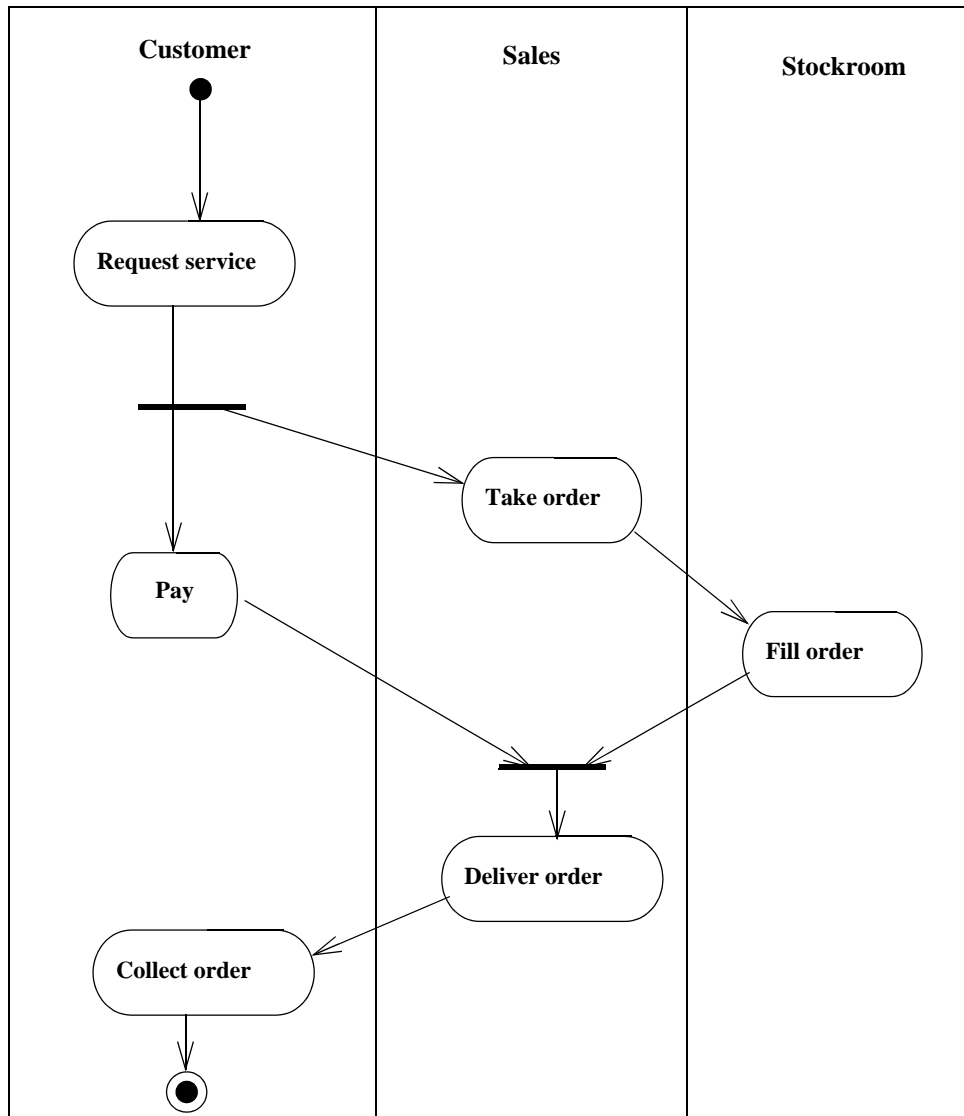 Customer
Sales
Stockroom
Request service
Take order
Pay
Fill order
Deliver order
Collect order